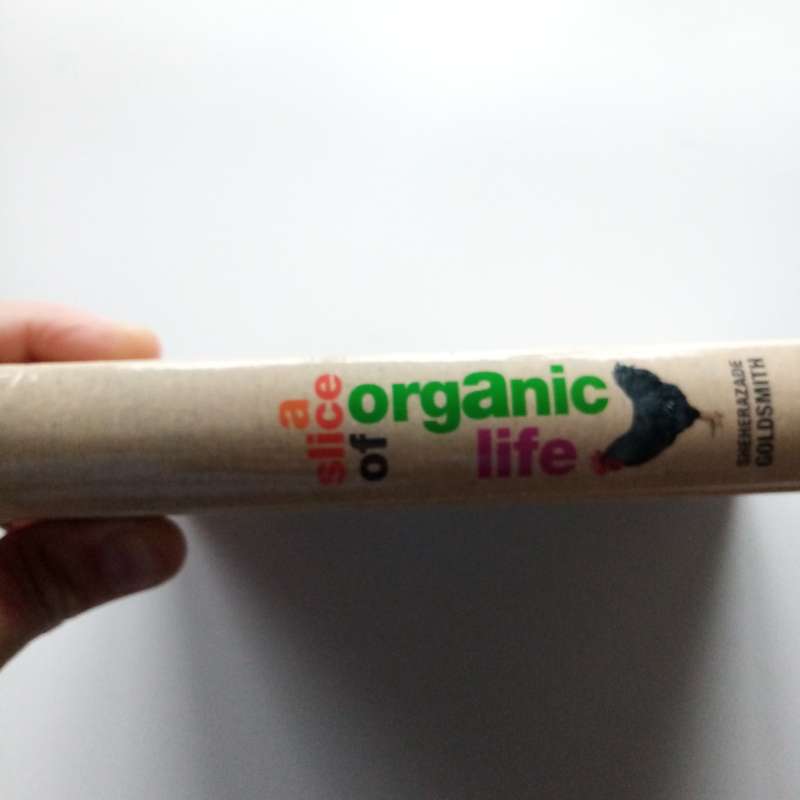 a
slice
of
organic
life
SHEHERAZADE
GOLDSMITH